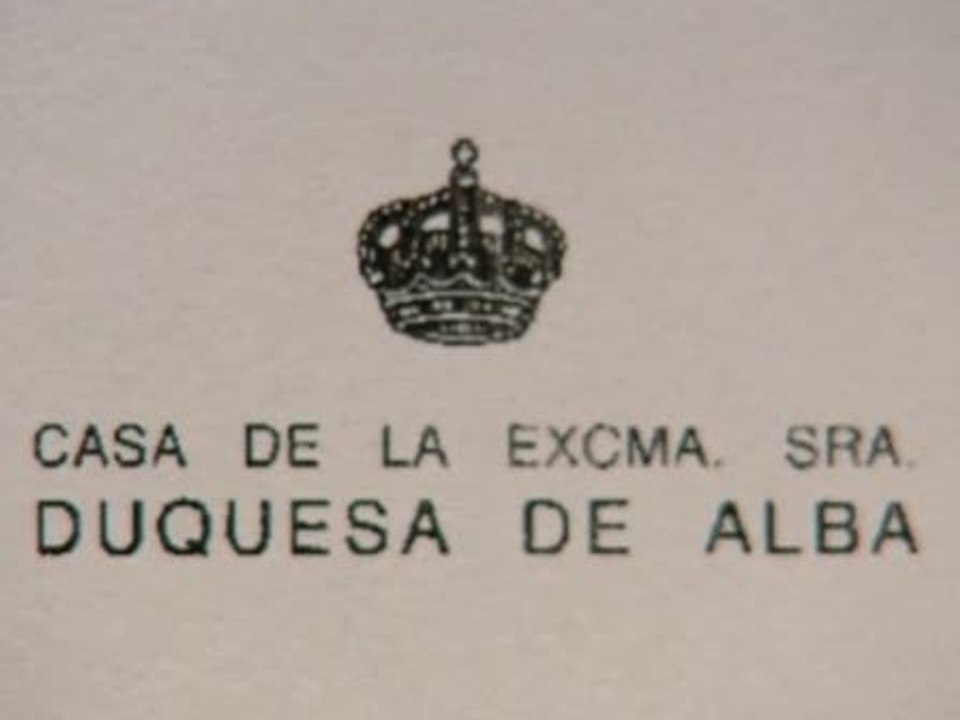 CASA DE LA EXCMA. SRA.
DUQUESA DE ALBA